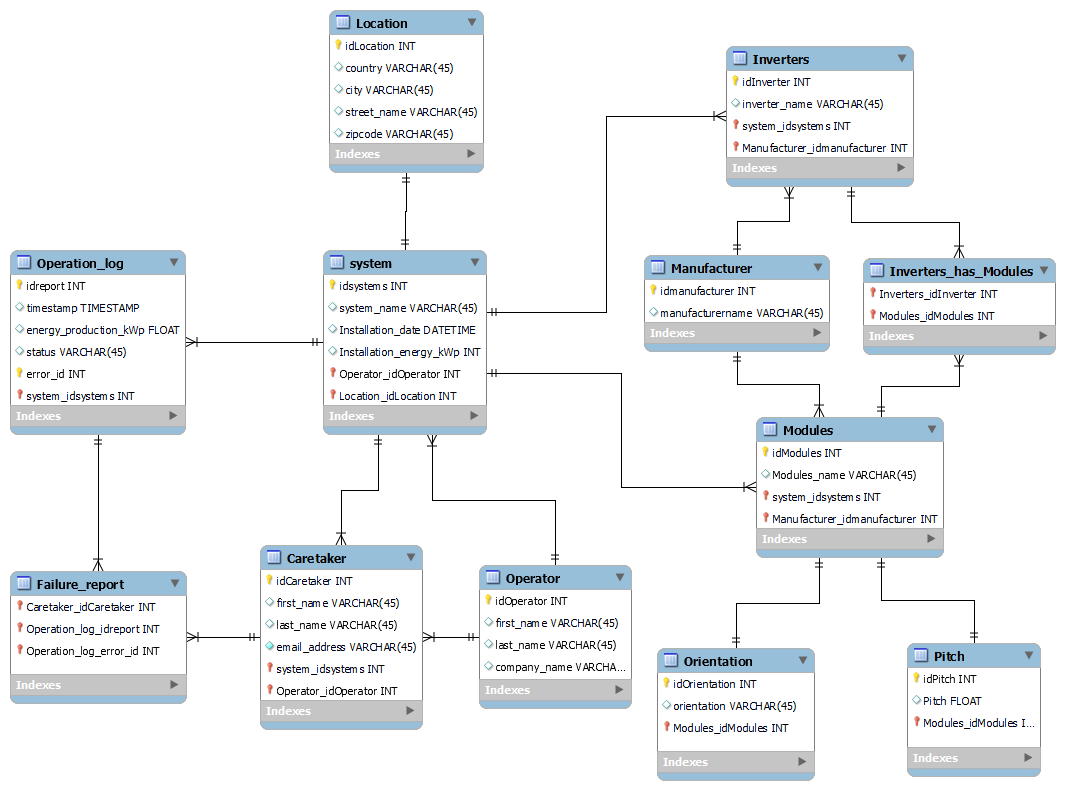 Location
idLocation INT
country VARCHAR(45)
city VARCHAR(45)
street_name VARCHAR(45)
zipcode VARCHAR(45)
Indexes
Inverters
idInverter INT
inverter_name VARCHAR(45)
system_idsystems INT
Manufacturer_idmanufacturer INT
Indexes
Operation_log
idreport INT
timestamp TIMESTAMP
energy_production_kWp FLOAT
status VARCHAR(45)
error_id INT
system_idsystems INT
Indexes
system
idsystems INT
system_name VARCHAR(45)
Installation_date DATETIME
Installation_energy_kWp INT
Operator_idOperator INT
Location_idLocation INT
Indexes
Manufacturer
idmanufacturer INT
manufacturername VARCHAR(45)
Indexes
Inverters_has_Modules
Inverters_idInverter INT
Modules_idModules INT
Indexes
Modules
idModules INT
Modules_name VARCHAR(45)
system_idsystems INT
Manufacturer_idmanufacturer INT
Indexes
Failure_report
Caretaker_idCaretaker INT
Operation_log_idreport INT
Operation_log_error_id INT
Indexes
Caretaker
idCaretaker INT
first_name VARCHAR(45)
last_name VARCHAR(45)
email_address VARCHAR(45)
system_idsystems INT
Operator_idOperator INT
Indexes
Operator
idOperator INT
first_name VARCHAR(45)
last_name VARCHAR(45)
company_name VARCHA...
Indexes
Orientation
idOrientation INT
orientation VARCHAR(45)
Modules_idModules INT
Indexes
Pitch
idPitch INT
Pitch FLOAT
Modules_idModules I...
Indexes